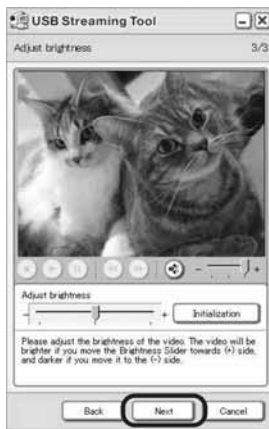 USB Streaming Tool
Adjust brightness 3/3
- +
Adjust brightness
- + Initialization
Please adjust the brightness of the video. The video will be
brighter if you move the Brightness Slider towards (+) side,
and darker if you move it to the (-) side.
Back Next Cancel